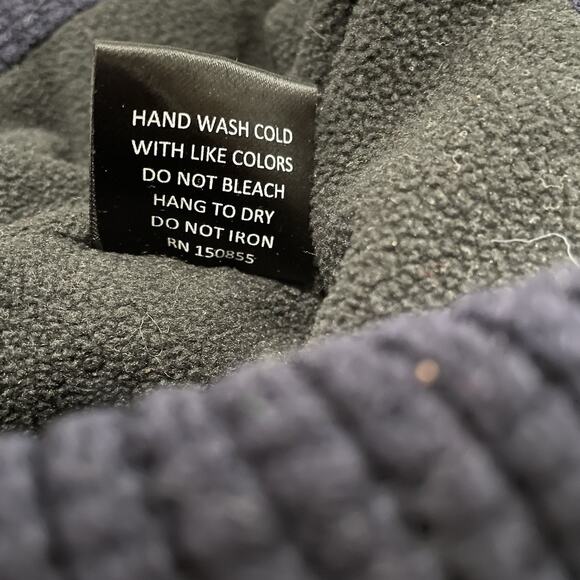 HAND WASH COLD
WITH LIKE COLORS
DO NOT BLEACH
HANG TO DRY
DO NOT IRON
RN 150855